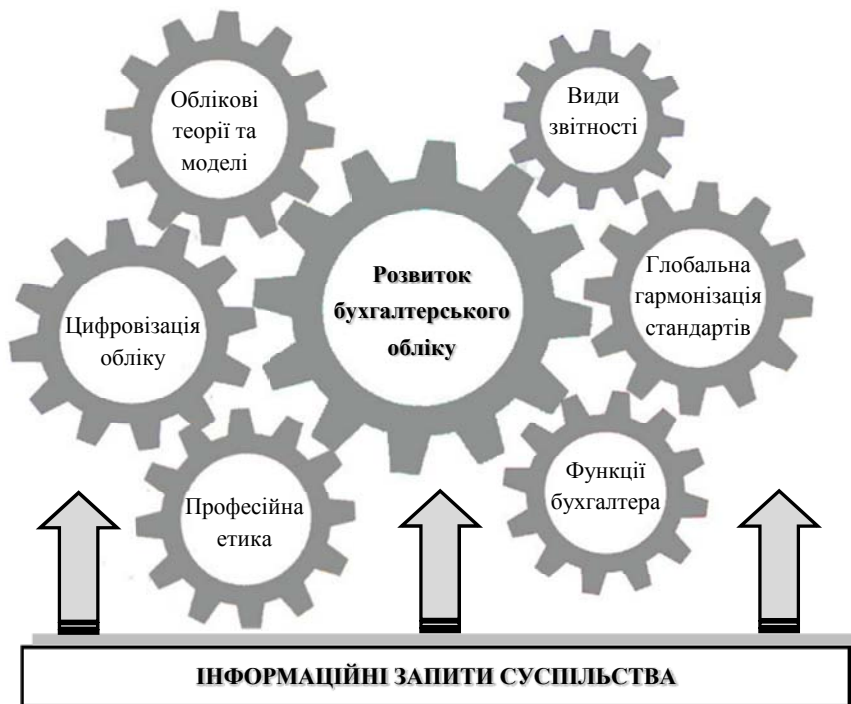 Облікові
теорії та
моделі
Види
звітності
Розвиток
бухгалтерського
обліку
Глобальна
гармонізація
стандартів
Цифровізація
обліку
Професійна
етика
Функції
бухгалтера
ІНФОРМАЦІЙНІ ЗАПИТИ СУСПІЛЬСТВА